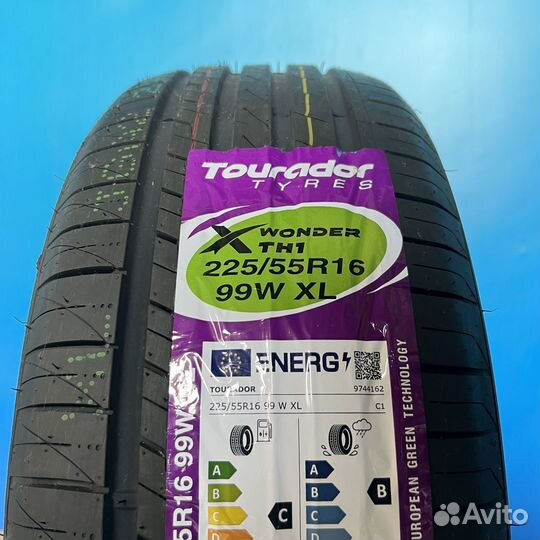 Tourador
TYRES
X WONDER
TH1
225/55R16
99W XL
ENERG
TOURADOR
9744162
225/55R16 99 W XL
C1
A
B
C
D
C
A
B
C
D
B
5R16 99W
EUROPEAN GREEN TECHNOLOGY
Avito